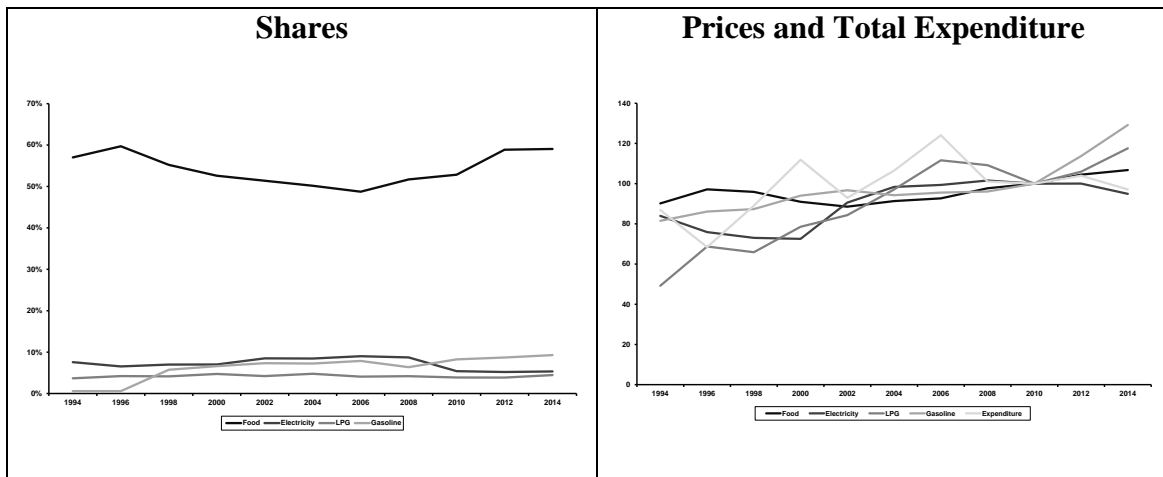 Shares
70%
60%
50%
40%
30%
20%
10%
0%
1994 1996 1998 2000 2002 2004 2006 2008 2010 2012 2014
Food Electricity LPG Gasoline
Prices and Total Expenditure
140
120
100
80
60
40
20
0
1994 1996 1998 2000 2002 2004 2006 2008 2010 2012 2014
Food Electricity LPG Gasoline Expenditure